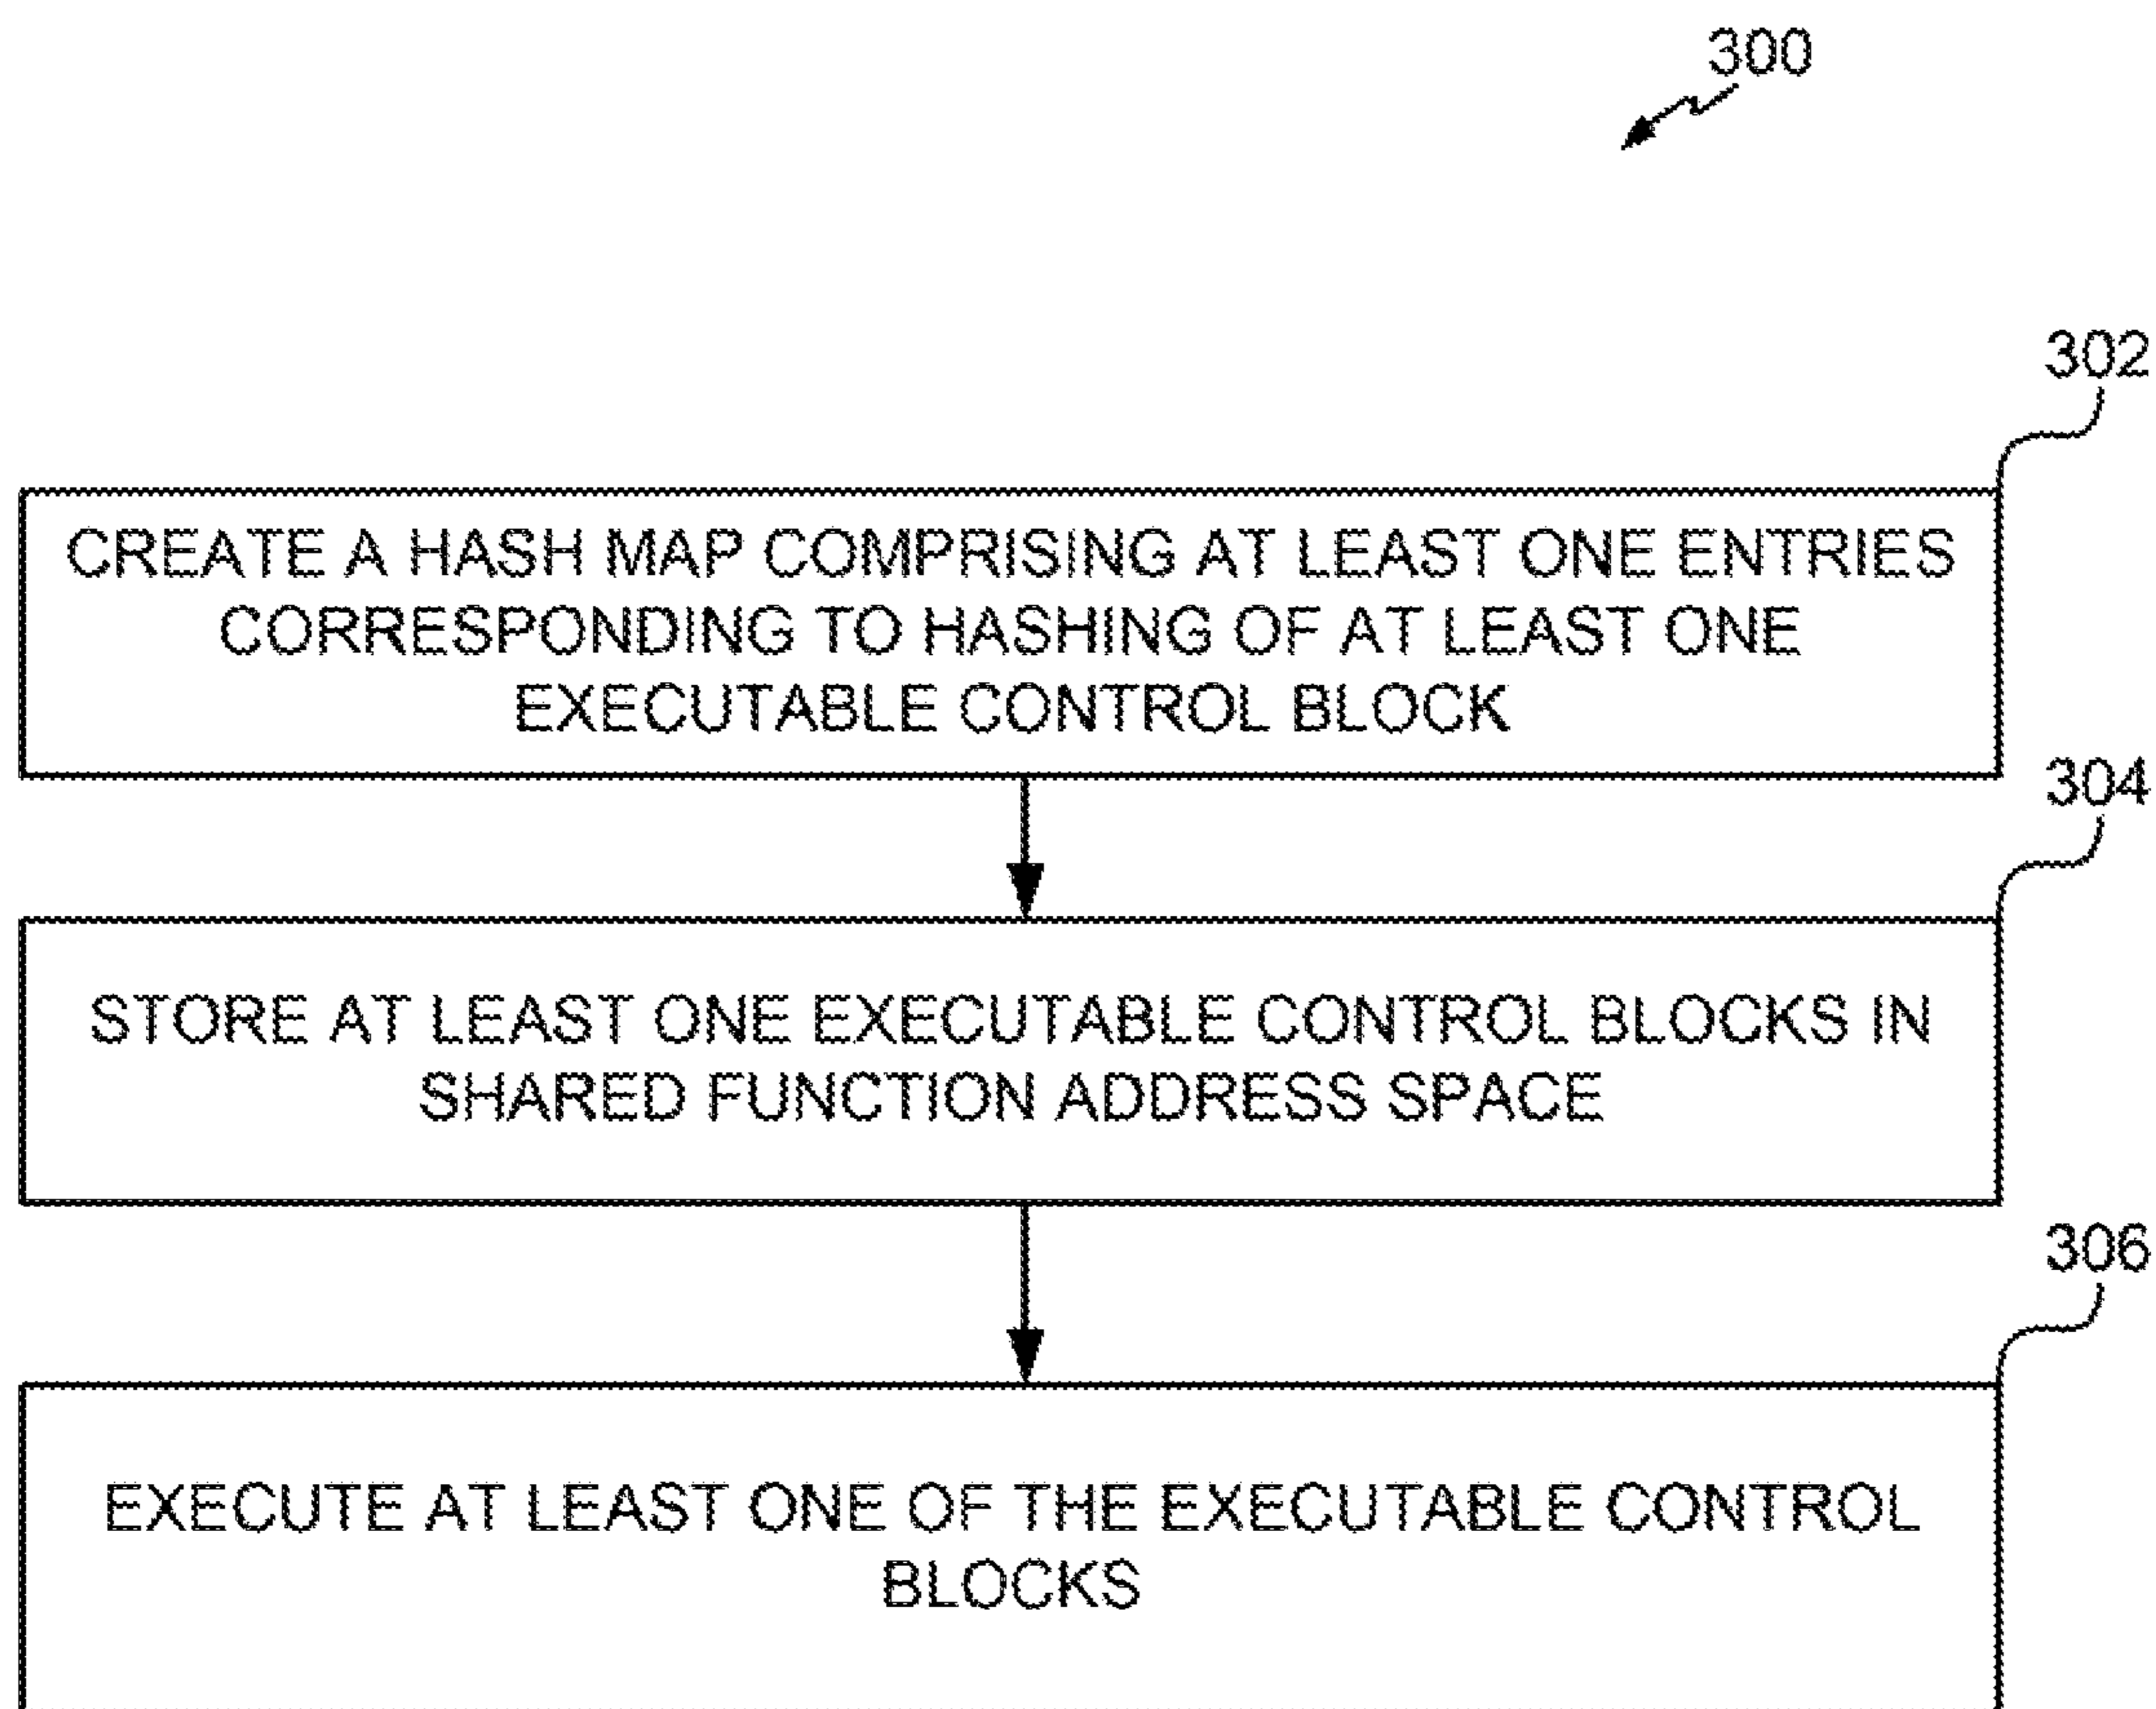 300
302
CREATE A HASH MAP COMPRISING AT LEAST ONE ENTRIES
CORRESPONDING TO HASHING OF AT LEAST ONE
EXECUTABLE CONTROL BLOCK
304
STORE AT LEAST ONE EXECUTABLE CONTROL BLOCKS IN
SHARED FUNCTION ADDRESS SPACE
306
EXECUTE AT LEAST ONE OF THE EXECUTABLE CONTROL
BLOCKS